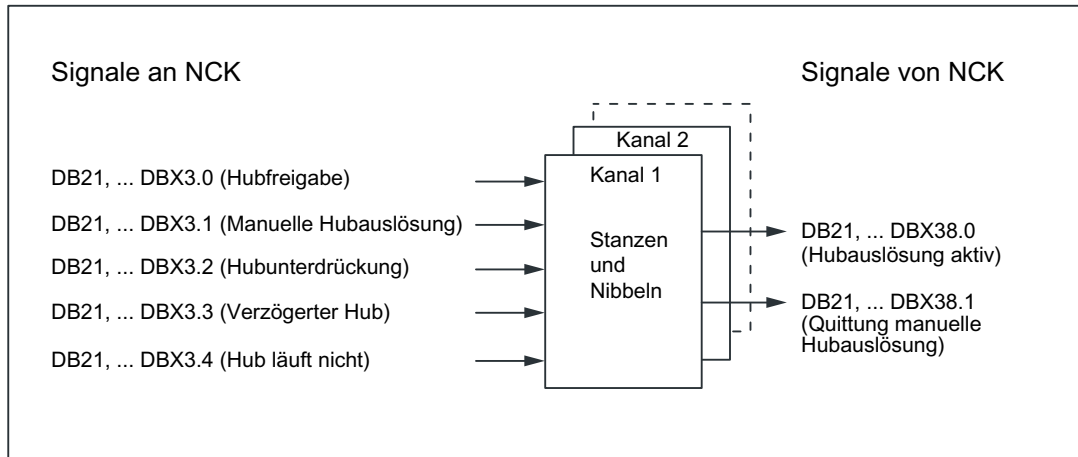 Signale an NCK
Signale von NCK
Kanal 2
Kanal 1
DB21, ... DBX3.0 (Hubfreigabe)
DB21, ... DBX3.1 (Manuelle Hubauslösung)
DB21, ... DBX3.2 (Hubunterdrückung)
DB21, ... DBX3.3 (Verzögerter Hub)
DB21, ... DBX3.4 (Hub läuft nicht)
Stanzen
und
Nibbeln
DB21, ... DBX38.0
(Hubauslösung aktiv)
DB21, ... DBX38.1
(Quittung manuelle
Hubauslösung)